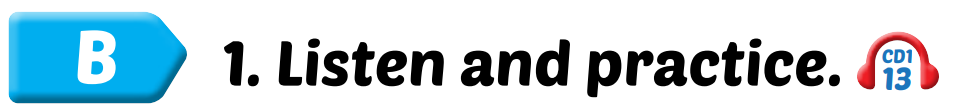 B 1. Listen and practice. CD1
13